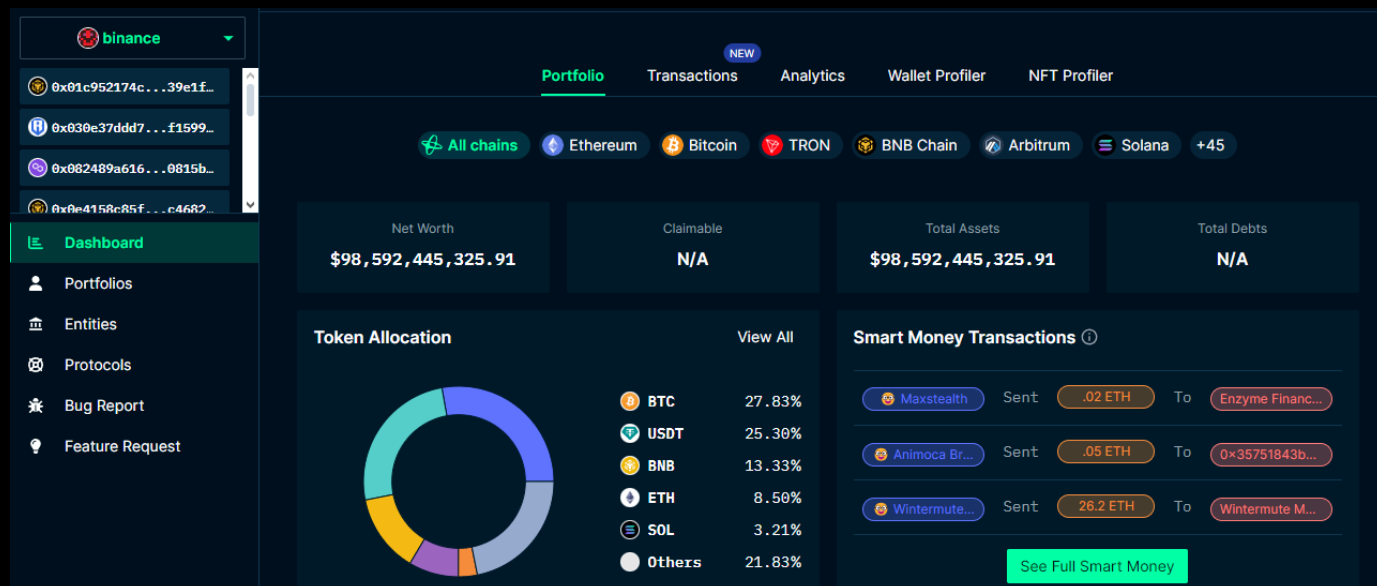 binance
0x01c952174c...39e1f…
0x030e37ddd7...f1599…
0x082489a616...0815b…
0x0e4158c85f...c4682…
Dashboard
Portfolios
Entities
Protocols
Bug Report
Feature Request
NEW
Portfolio Transactions Analytics Wallet Profiler NFT Profiler
All chains Ethereum Bitcoin TRON BNB Chain Arbitrum Solana +45
Net Worth Claimable Total Assets Total Debts
$98,592,445,325.91 N/A $98,592,445,325.91 N/A
Token Allocation View All
BTC 27.83%
USDT 25.30%
BNB 13.33%
ETH 8.50%
SOL 3.21%
Others 21.83%
Smart Money Transactions
Maxstealth Sent .02 ETH To Enzyme Financ...
Animoca Br... Sent .05 ETH To 0x35751843b...
Wintermute... Sent 26.2 ETH To Wintermute M...
See Full Smart Money